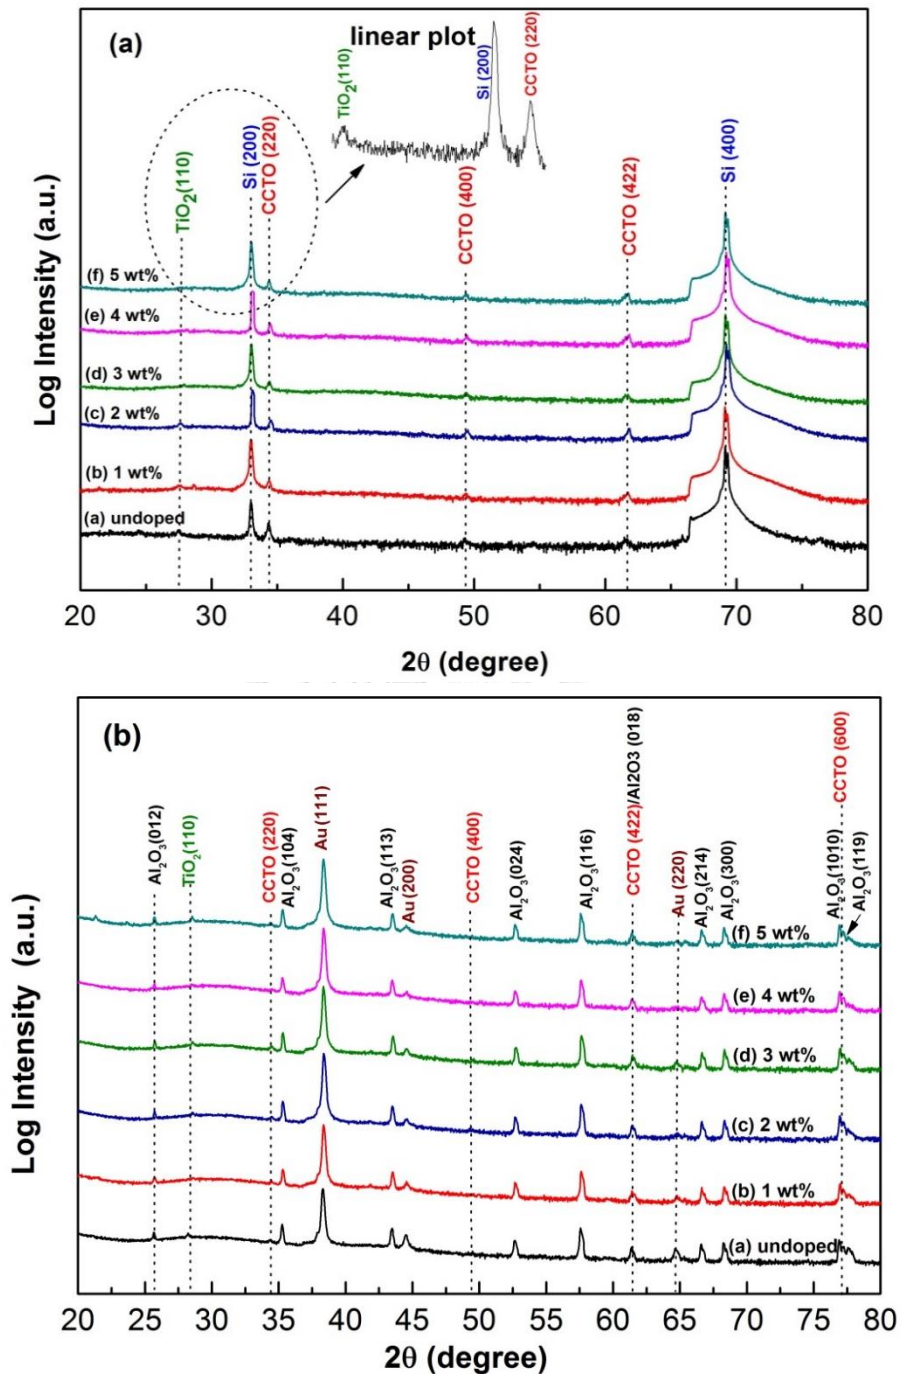 (a)
linear plot
TiO2(110)
Si (200)
CCTO (220)
TiO2(110)
Si (200)
CCTO (220)
CCTO (400)
CCTO (422)
Si (400)
(f) 5 wt%
(e) 4 wt%
(d) 3 wt%
(c) 2 wt%
(b) 1 wt%
(a) undoped
Log Intensity (a.u.)
20 30 40 50 60 70 80
2θ (degree)
(b)
Al2O3(012)
TiO2(110)
CCTO (220)
Al2O3(104)
Au (111)
Al2O3(113)
Au (200)
CCTO (400)
Al2O3(024)
Al2O3(116)
CCTO (422)/Al2O3 (018)
Au (220)
Al2O3(214)
Al2O3(300)
CCTO (600)
Al2O3(1010)
Al2O3(119)
(f) 5 wt%
(e) 4 wt%
(d) 3 wt%
(c) 2 wt%
(b) 1 wt%
(a) undoped
Log Intensity (a.u.)
20 25 30 35 40 45 50 55 60 65 70 75 80
2θ (degree)